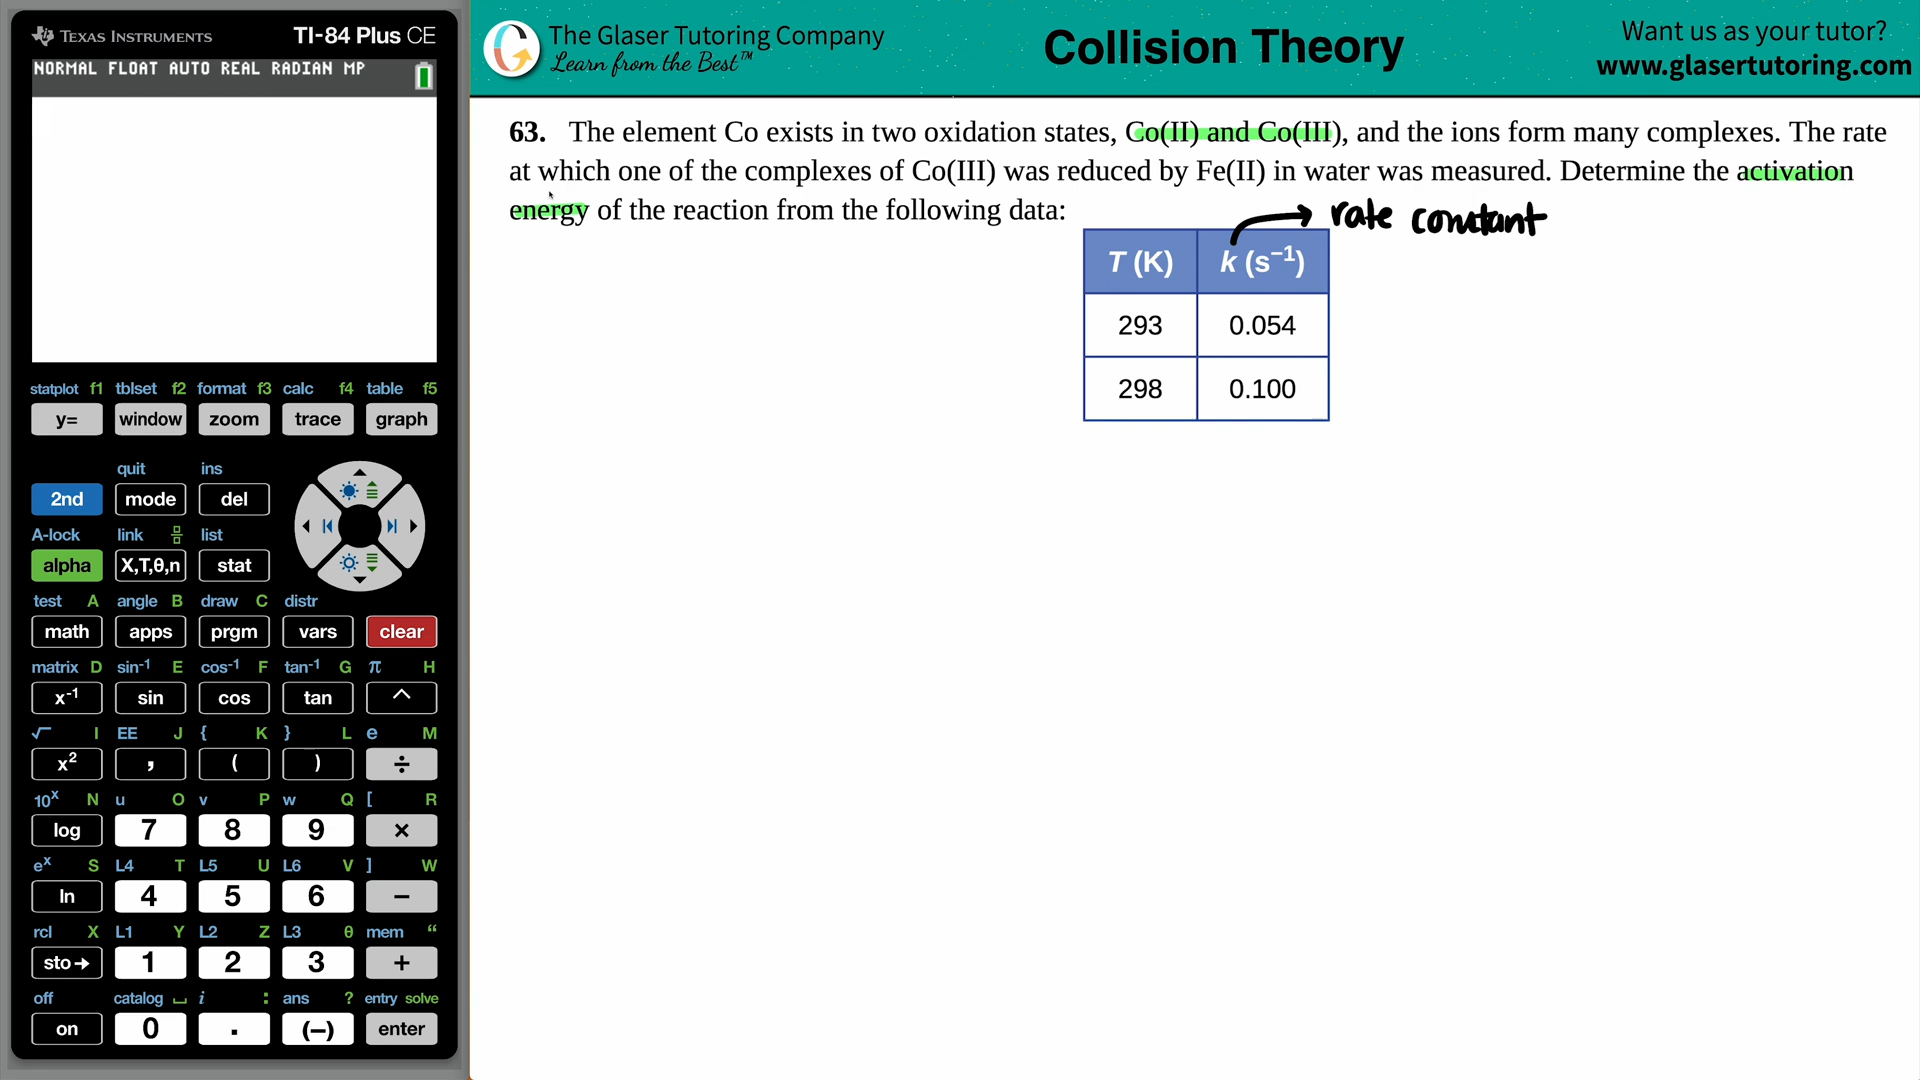 TEXAS INSTRUMENTS TI-84 Plus CE
NORMAL FLOAT AUTO REAL RADIAN MP
statplot f1 tblset f2 format f3 calc f4 table f5
y= window zoom trace graph
quit ins
2nd mode del
A-lock link list
alpha X,T,θ,n stat
test A angle B draw C distr
math apps prgm vars clear
matrix D sin⁻¹ E cos⁻¹ F tan⁻¹ G π H
x⁻¹ sin cos tan ^
√ I EE J { K } L e M
x² , ( ) ÷
10ˣ N u O v P w Q [ R
log 7 8 9 ×
eˣ S L4 T L5 U L6 V ] W
ln 4 5 6 −
rcl X L1 Y L2 Z L3 θ mem “
sto→ 1 2 3 +
off catalog ⎵ i : ans ? entry solve
on 0 . (−) enter
The Glaser Tutoring Company
Learn from the Best™
Collision Theory
Want us as your tutor?
www.glasertutoring.com
63. The element Co exists in two oxidation states, Co(II) and Co(III), and the ions form many complexes. The rate
at which one of the complexes of Co(III) was reduced by Fe(II) in water was measured. Determine the activation
energy of the reaction from the following data:
rate constant
T (K) k (s⁻¹)
293 0.054
298 0.100